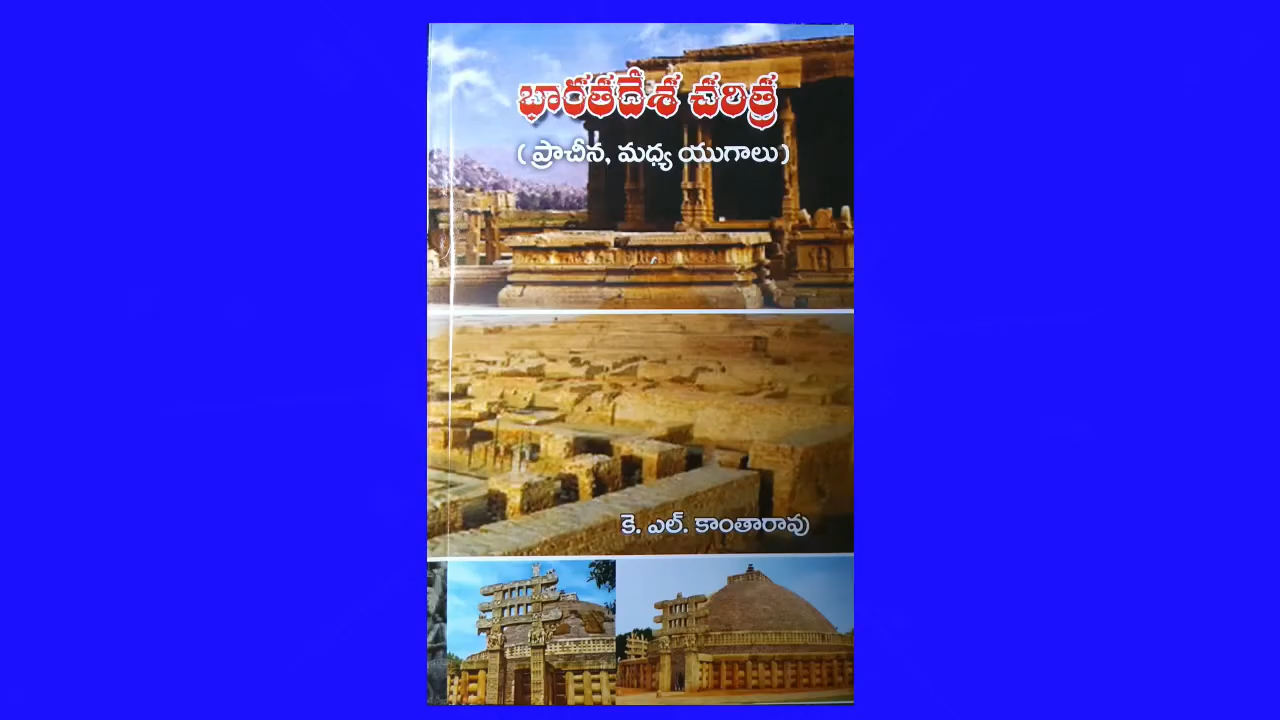 భారతదేశ చరిత్ర
( ప్రాచీన, మధ్య యుగాలు )
కె. ఎల్. కాంతారావు